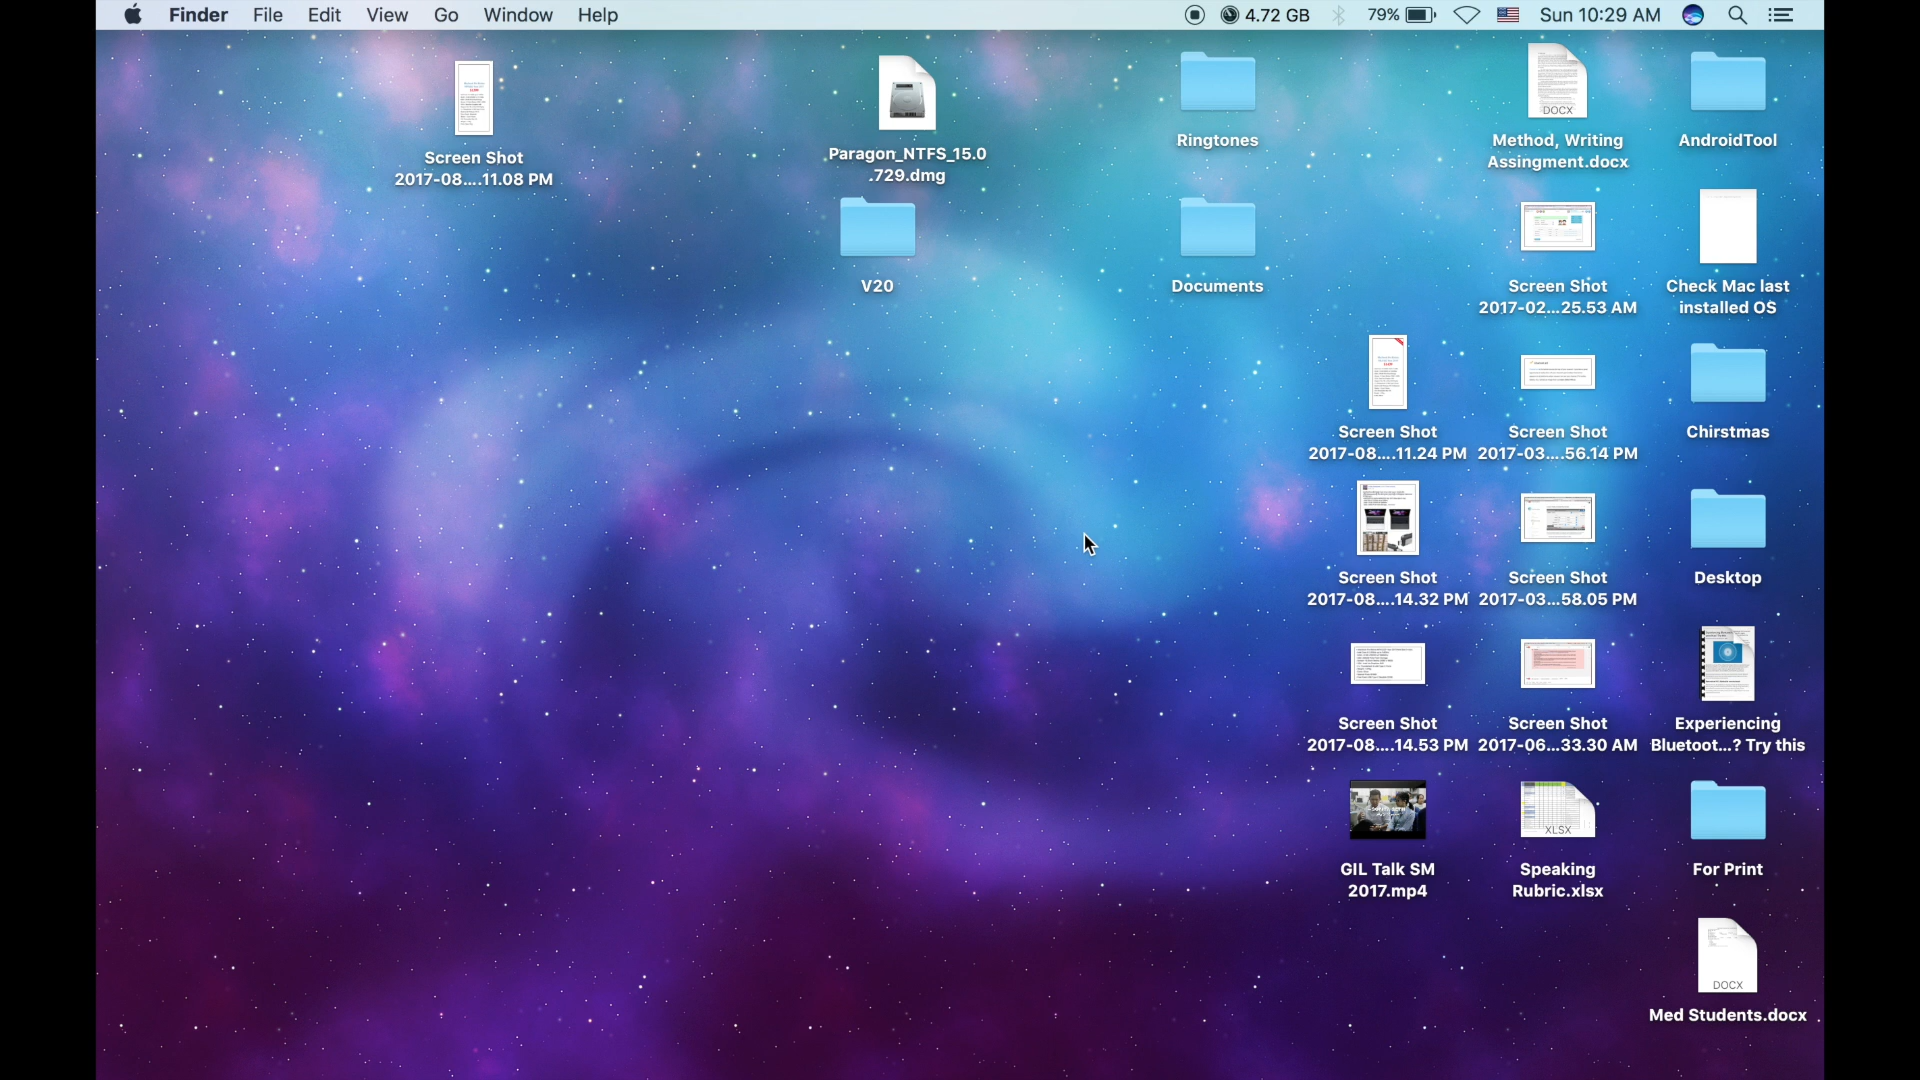 Finder File Edit View Go Window Help 4.72 GB 79% Sun 10:29 AM
Screen Shot
2017-08....11.08 PM
Paragon_NTFS_15.0
.729.dmg
Ringtones
DOCX
Method, Writing
Assingment.docx
AndroidTool
V20
Documents
Screen Shot
2017-02...25.53 AM
Check Mac last
installed OS
Screen Shot
2017-08....11.24 PM
Screen Shot
2017-03....56.14 PM
Chirstmas
Screen Shot
2017-08....14.32 PM
Screen Shot
2017-03...58.05 PM
Desktop
Screen Shot
2017-08....14.53 PM
Screen Shot
2017-06...33.30 AM
Experiencing
Bluetoot...? Try this
GIL Talk SM
2017.mp4
XLSX
Speaking
Rubric.xlsx
For Print
DOCX
Med Students.docx